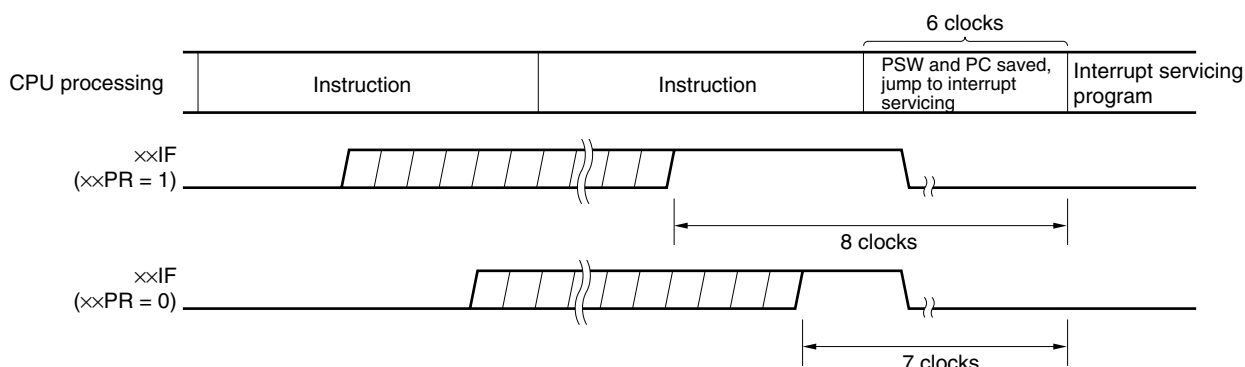 6 clocks
CPU processing
Instruction
Instruction
PSW and PC saved,
jump to interrupt
servicing
Interrupt servicing
program
××IF
(××PR = 1)
8 clocks
××IF
(××PR = 0)
7 clocks